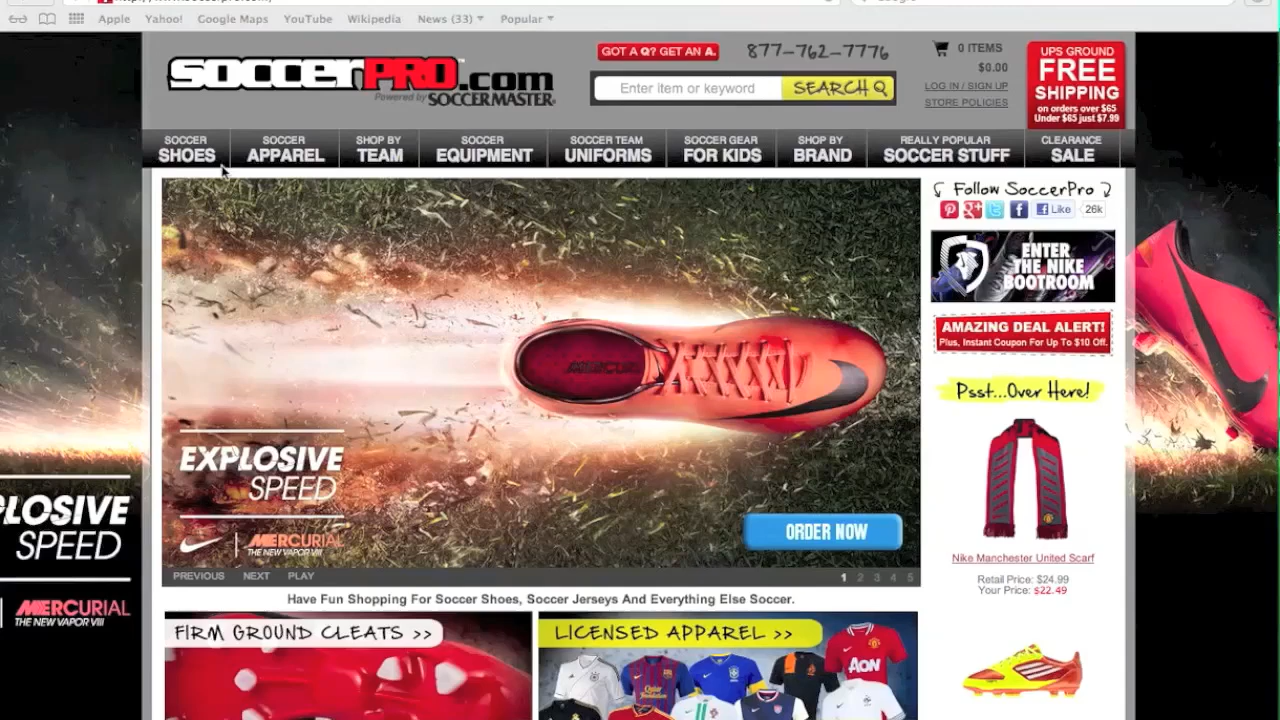 Apple Yahoo! Google Maps YouTube Wikipedia News (33) Popular
soccerPRO.com
Powered by SOCCERMASTER
GOT A Q? GET AN A.
877-762-7776
Enter item or keyword
SEARCH
0 ITEMS
$0.00
LOG IN / SIGN UP
STORE POLICIES
UPS GROUND
FREE
SHIPPING
on orders over $65
Under $65 just $7.99
SOCCER
SHOES
SOCCER
APPAREL
SHOP BY
TEAM
SOCCER
EQUIPMENT
SOCCER TEAM
UNIFORMS
SOCCER GEAR
FOR KIDS
SHOP BY
BRAND
REALLY POPULAR
SOCCER STUFF
CLEARANCE
SALE
Follow SoccerPro
Like 26k
ENTER
THE NIKE
BOOTROOM
AMAZING DEAL ALERT!
Plus, Instant Coupon For Up To $10 Off.
Psst...Over Here!
Nike Manchester United Scarf
Retail Price: $24.99
Your Price: $22.49
EXPLOSIVE
SPEED
MERCURIAL
THE NEW VAPOR VIII
ORDER NOW
PREVIOUS NEXT PLAY
1 2 3 4 5
LOSIVE
SPEED
MERCURIAL
THE NEW VAPOR VIII
Have Fun Shopping For Soccer Shoes, Soccer Jerseys And Everything Else Soccer.
FIRM GROUND CLEATS >>
LICENSED APPAREL >>
AON